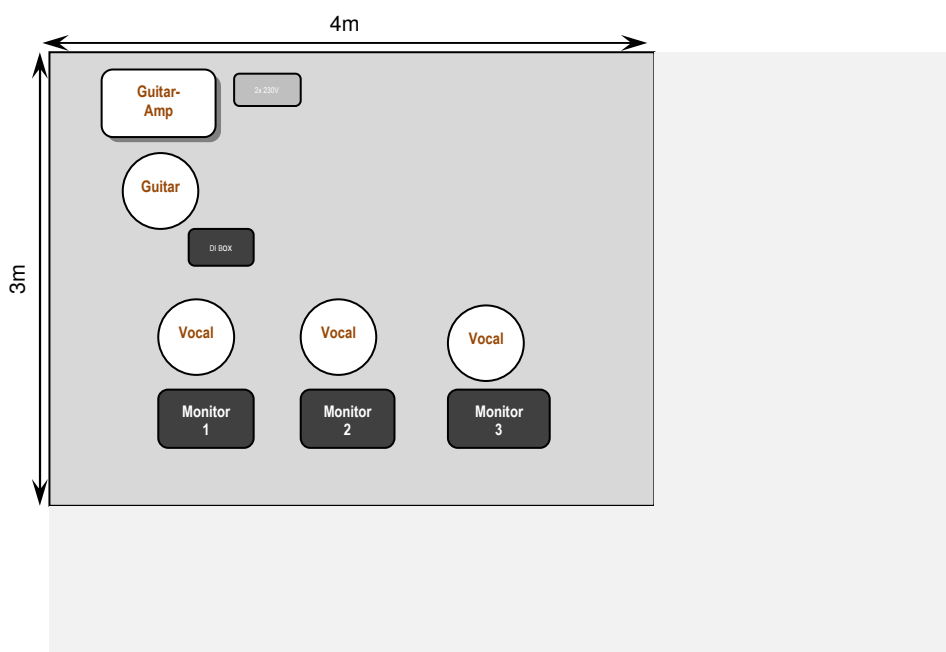 4m
Guitar-
Amp
2x 230V
Guitar
3m
DI BOX
Vocal
Vocal
Vocal
Monitor
1
Monitor
2
Monitor
3